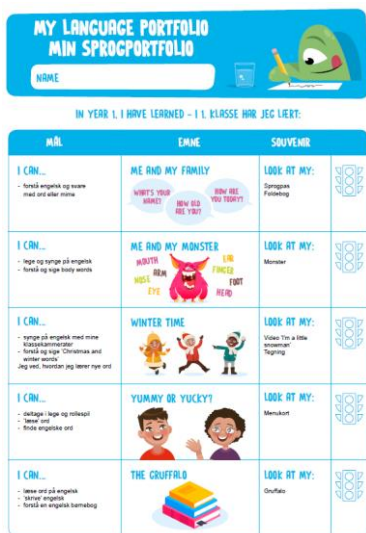 MY LANGUAGE PORTFOLIO
MIN SPROGPORTFOLIO
NAME
IN YEAR 1, I HAVE LEARNED - I 1. KLASSE HAR JEG LÆRT:
MÅL
EMNE
SOUVENIR
I CAN...
- forstå engelsk og svare
med ord eller mime
ME AND MY FAMILY
WHAT'S YOUR
NAME?
HOW OLD
ARE YOU?
HOW ARE
YOU TODAY?
LOOK AT MY:
Sprogpas
Foldebog
I CAN...
- lege og synge på engelsk
- forstå og sige body words
ME AND MY MONSTER
MOUTH
ARM
NOSE
EYE
EAR
FINGER
FOOT
HEAD
LOOK AT MY:
Monster
I CAN...
- synge på engelsk med mine
klassekammerater
- forstå og sige 'Christmas and
winter words'
Jeg ved, hvordan jeg lærer nye ord
WINTER TIME
LOOK AT MY:
Video 'I'm a little
snowman'
Tegning
I CAN...
- deltage i lege og rollespil
- 'læse' ord
- finde engelske ord
YUMMY OR YUCKY?
LOOK AT MY:
Menukort
I CAN...
- læse ord på engelsk
- 'skrive' engelsk
- forstå en engelsk børnebog
THE GRUFFALO
LOOK AT MY:
Gruffalo